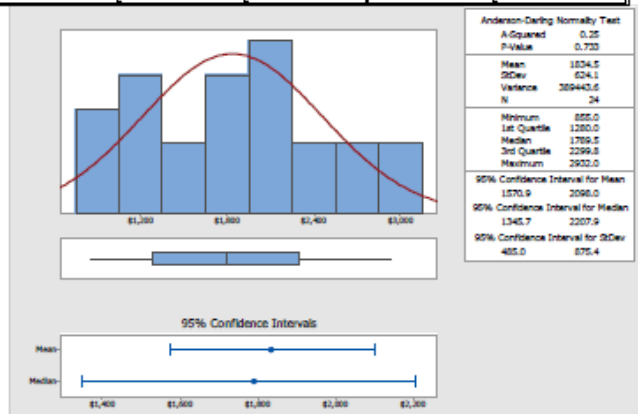 Anderson-Darling Normality Test
A-Squared 0.25
P-Value 0.733
Mean 1834.5
StDev 624.1
Variance 389443.6
N 24
Minimum 855.0
1st Quartile 1280.0
Median 1789.5
3rd Quartile 2299.8
Maximum 2932.0
95% Confidence Interval for Mean
1570.9 2098.0
95% Confidence Interval for Median
1345.7 2207.9
95% Confidence Interval for StDev
485.0 875.4
$1,200 $1,800 $2,400 $3,000
95% Confidence Intervals
Mean
Median
$1,400 $1,600 $1,800 $2,000 $2,200